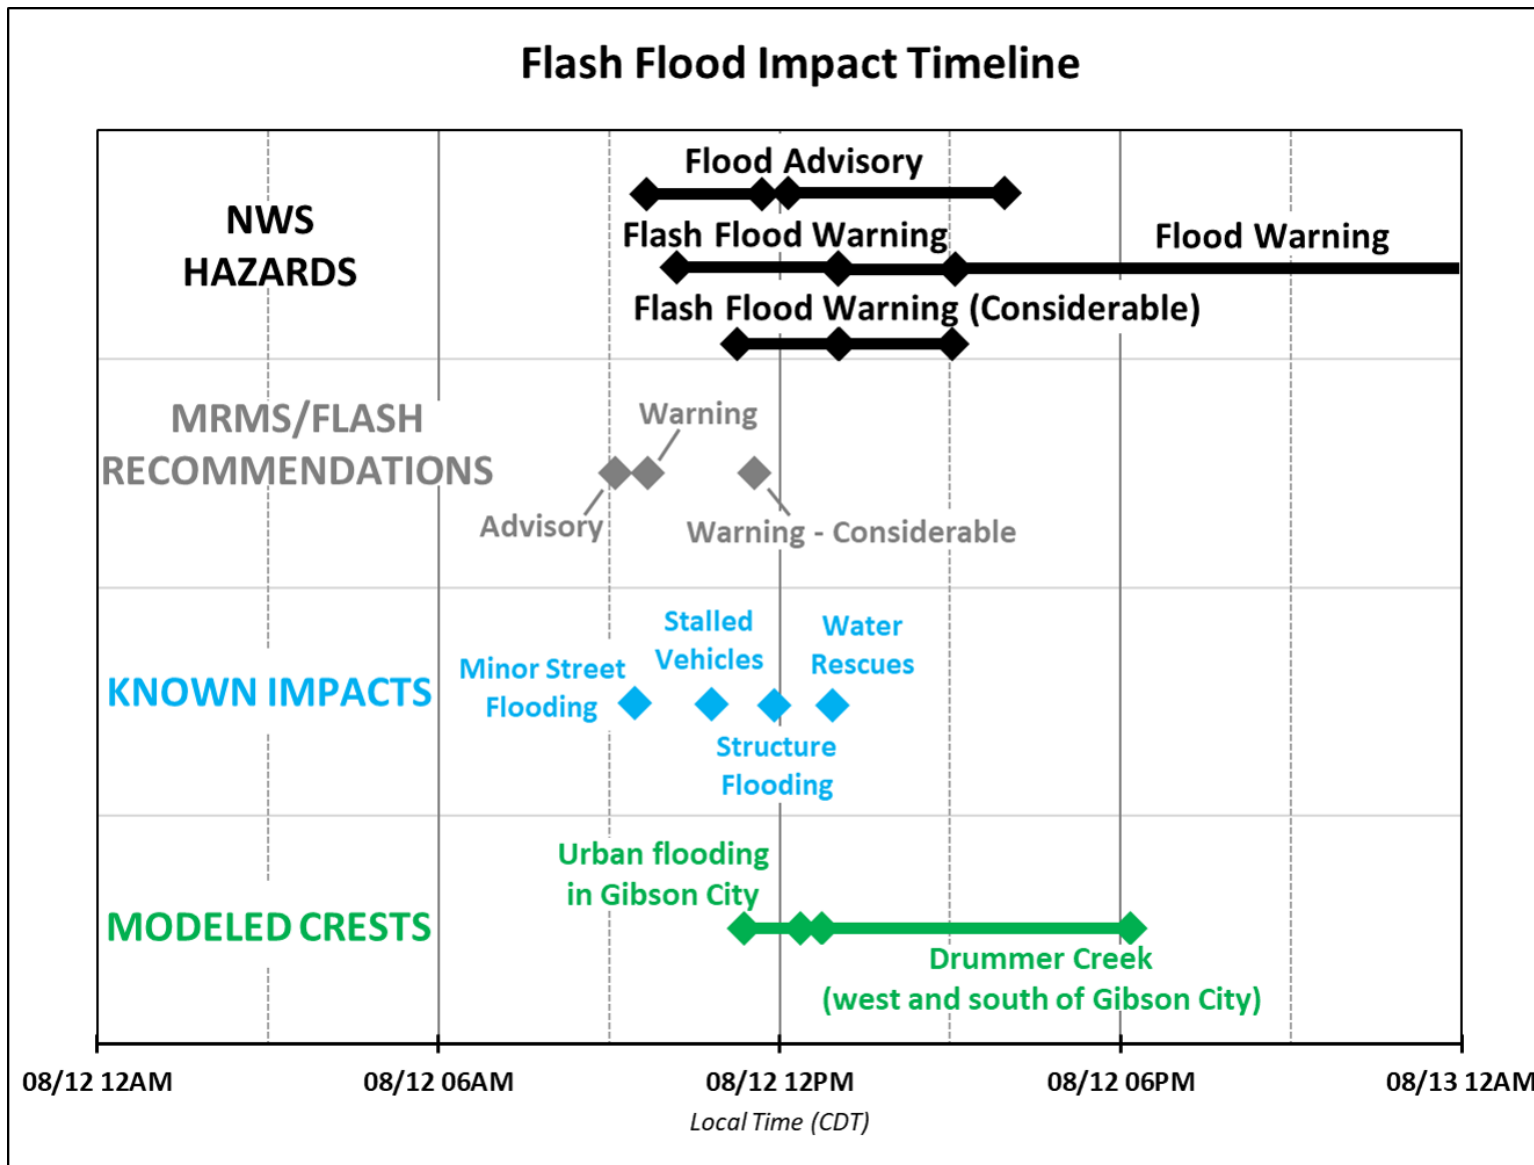 Flash Flood Impact Timeline
NWS
HAZARDS
Flood Advisory
Flash Flood Warning
Flood Warning
Flash Flood Warning (Considerable)
MRMS/FLASH
RECOMMENDATIONS
Warning
Advisory
Warning - Considerable
KNOWN IMPACTS
Minor Street
Flooding
Stalled
Vehicles
Structure
Flooding
Water
Rescues
MODELED CRESTS
Urban flooding
in Gibson City
Drummer Creek
(west and south of Gibson City)
08/12 12AM
08/12 06AM
08/12 12PM
08/12 06PM
08/13 12AM
Local Time (CDT)